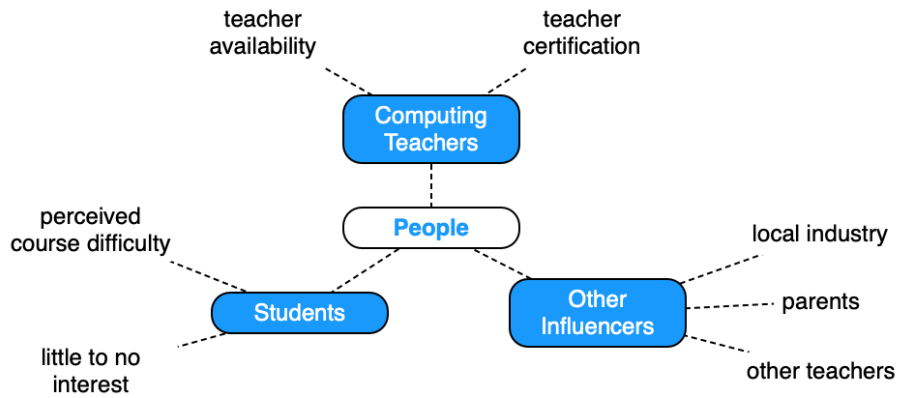 teacher
availability
teacher
certification
Computing
Teachers
People
perceived
course difficulty
Students
little to no
interest
Other
Influencers
local industry
parents
other teachers